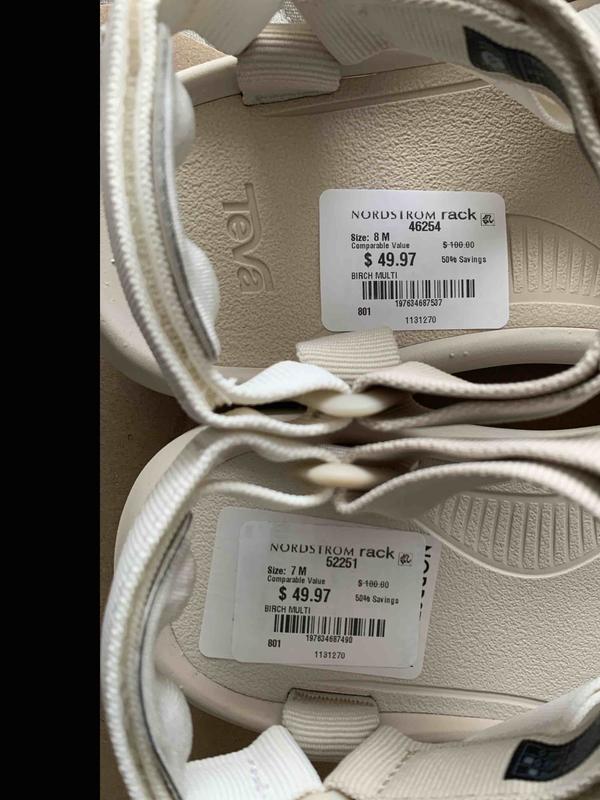 Teva
NORDSTROM rack
46254
Size: 8 M
Comparable Value $ 100.00
$ 49.97 50% Savings
BIRCH MULTI
197634687537
801
1131270
NORDSTROM rack
52251
Size: 7 M
Comparable Value $ 100.00
$ 49.97 50% Savings
BIRCH MULTI
197634687490
801
1131270